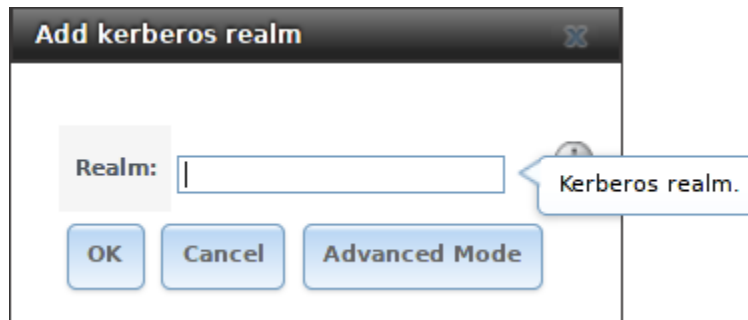 Add kerberos realm
Realm:
Kerberos realm.
OK Cancel Advanced Mode